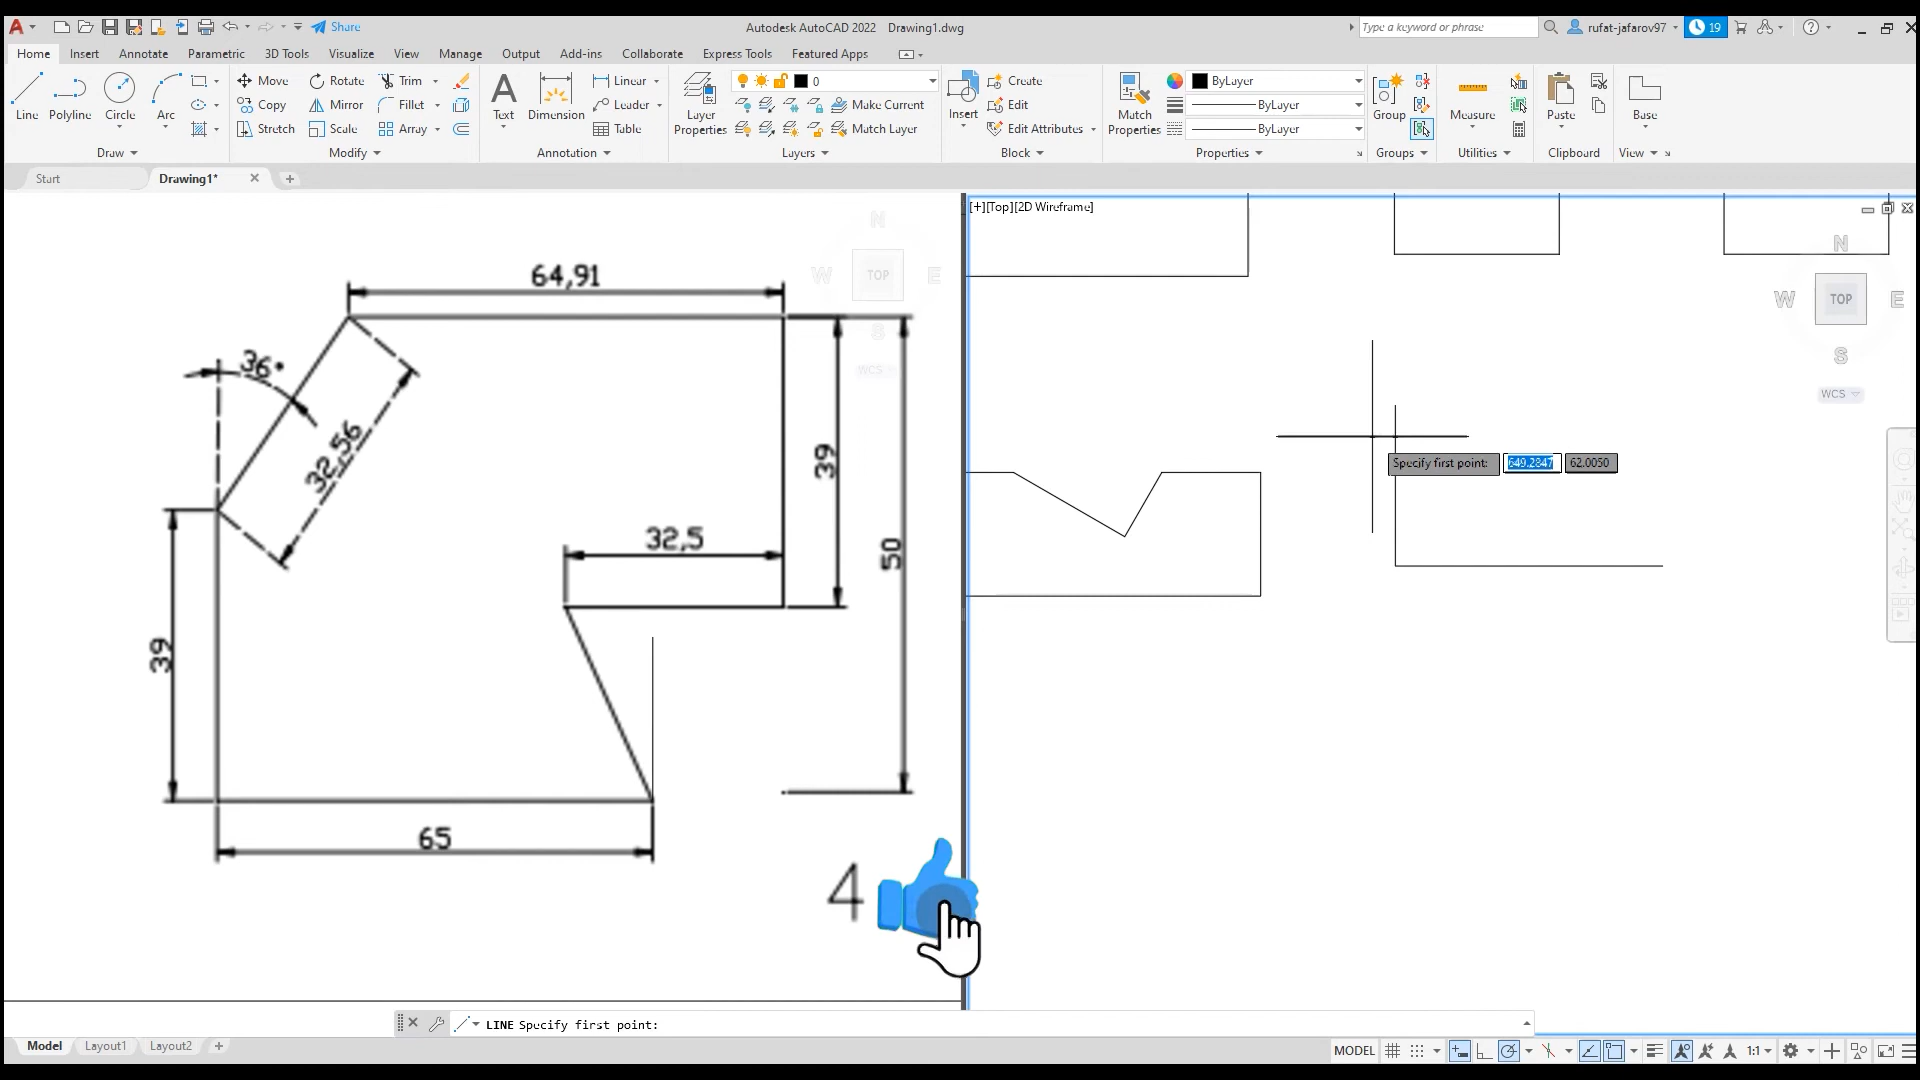 Share
Autodesk AutoCAD 2022 Drawing1.dwg
Type a keyword or phrase
rufat-jafarov97
19
Home Insert Annotate Parametric 3D Tools Visualize View Manage Output Add-ins Collaborate Express Tools Featured Apps
Line Polyline Circle Arc
Move Rotate Trim
Copy Mirror Fillet
Stretch Scale Array
Text Dimension
Linear
Leader
Table
Layer Properties
0
Make Current
Match Layer
Insert
Create
Edit
Edit Attributes
Match Properties
ByLayer
ByLayer
ByLayer
Group
Measure
Paste
Base
Draw Modify Annotation Layers Block Properties Groups Utilities Clipboard View
Start Drawing1*
[+][Top][2D Wireframe]
N
W TOP E
S
WCS
N
W TOP E
S
WCS
64,91
36°
32,56
39
32,5
50
39
65
4
Specify first point: 649.2847 62.0050
LINE Specify first point:
Model Layout1 Layout2
MODEL
1:1